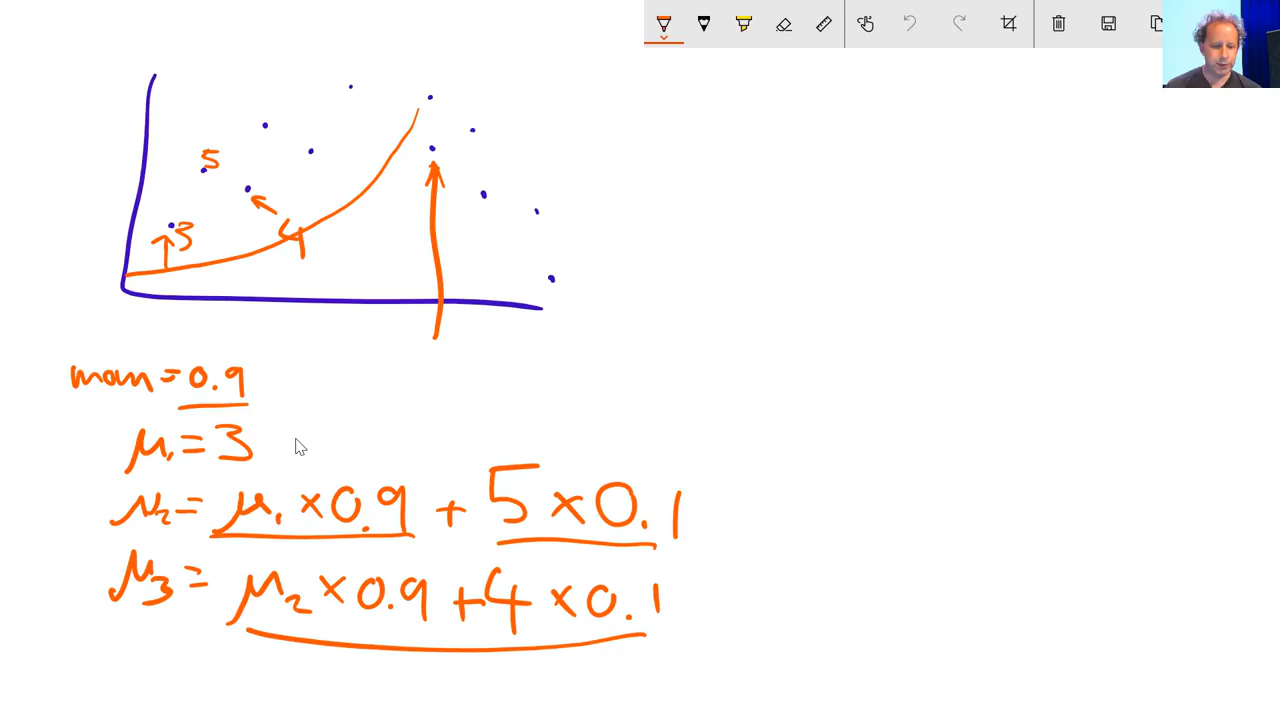 5
3
4
mom = 0.9
μ₁ = 3
μ₂ = μ₁ × 0.9 + 5 × 0.1
μ₃ = μ₂ × 0.9 + 4 × 0.1